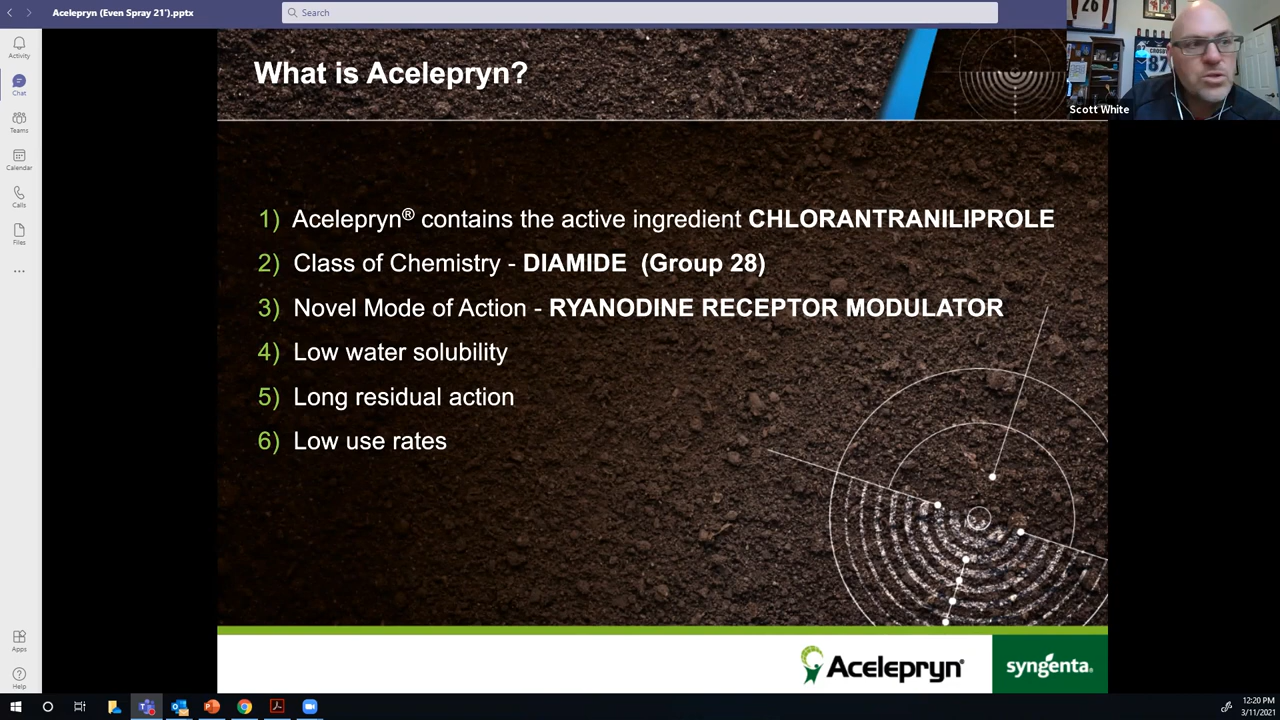 Acelepryn (Even Spray 21').pptx
Search
Activity
Chat
Teams
Calendar
Calls
Files
Apps
Help
What is Acelepryn?
26
CROSBY
87
Scott White
1) Acelepryn® contains the active ingredient CHLORANTRANILIPROLE
2) Class of Chemistry - DIAMIDE (Group 28)
3) Novel Mode of Action - RYANODINE RECEPTOR MODULATOR
4) Low water solubility
5) Long residual action
6) Low use rates
Acelepryn®
syngenta®
12:20 PM
3/11/2021